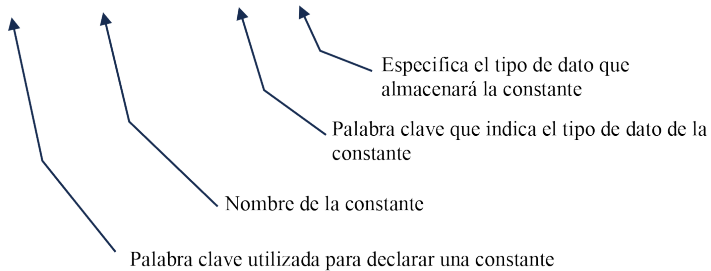 Especifica el tipo de dato que
almacenará la constante
Palabra clave que indica el tipo de dato de la
constante
Nombre de la constante
Palabra clave utilizada para declarar una constante